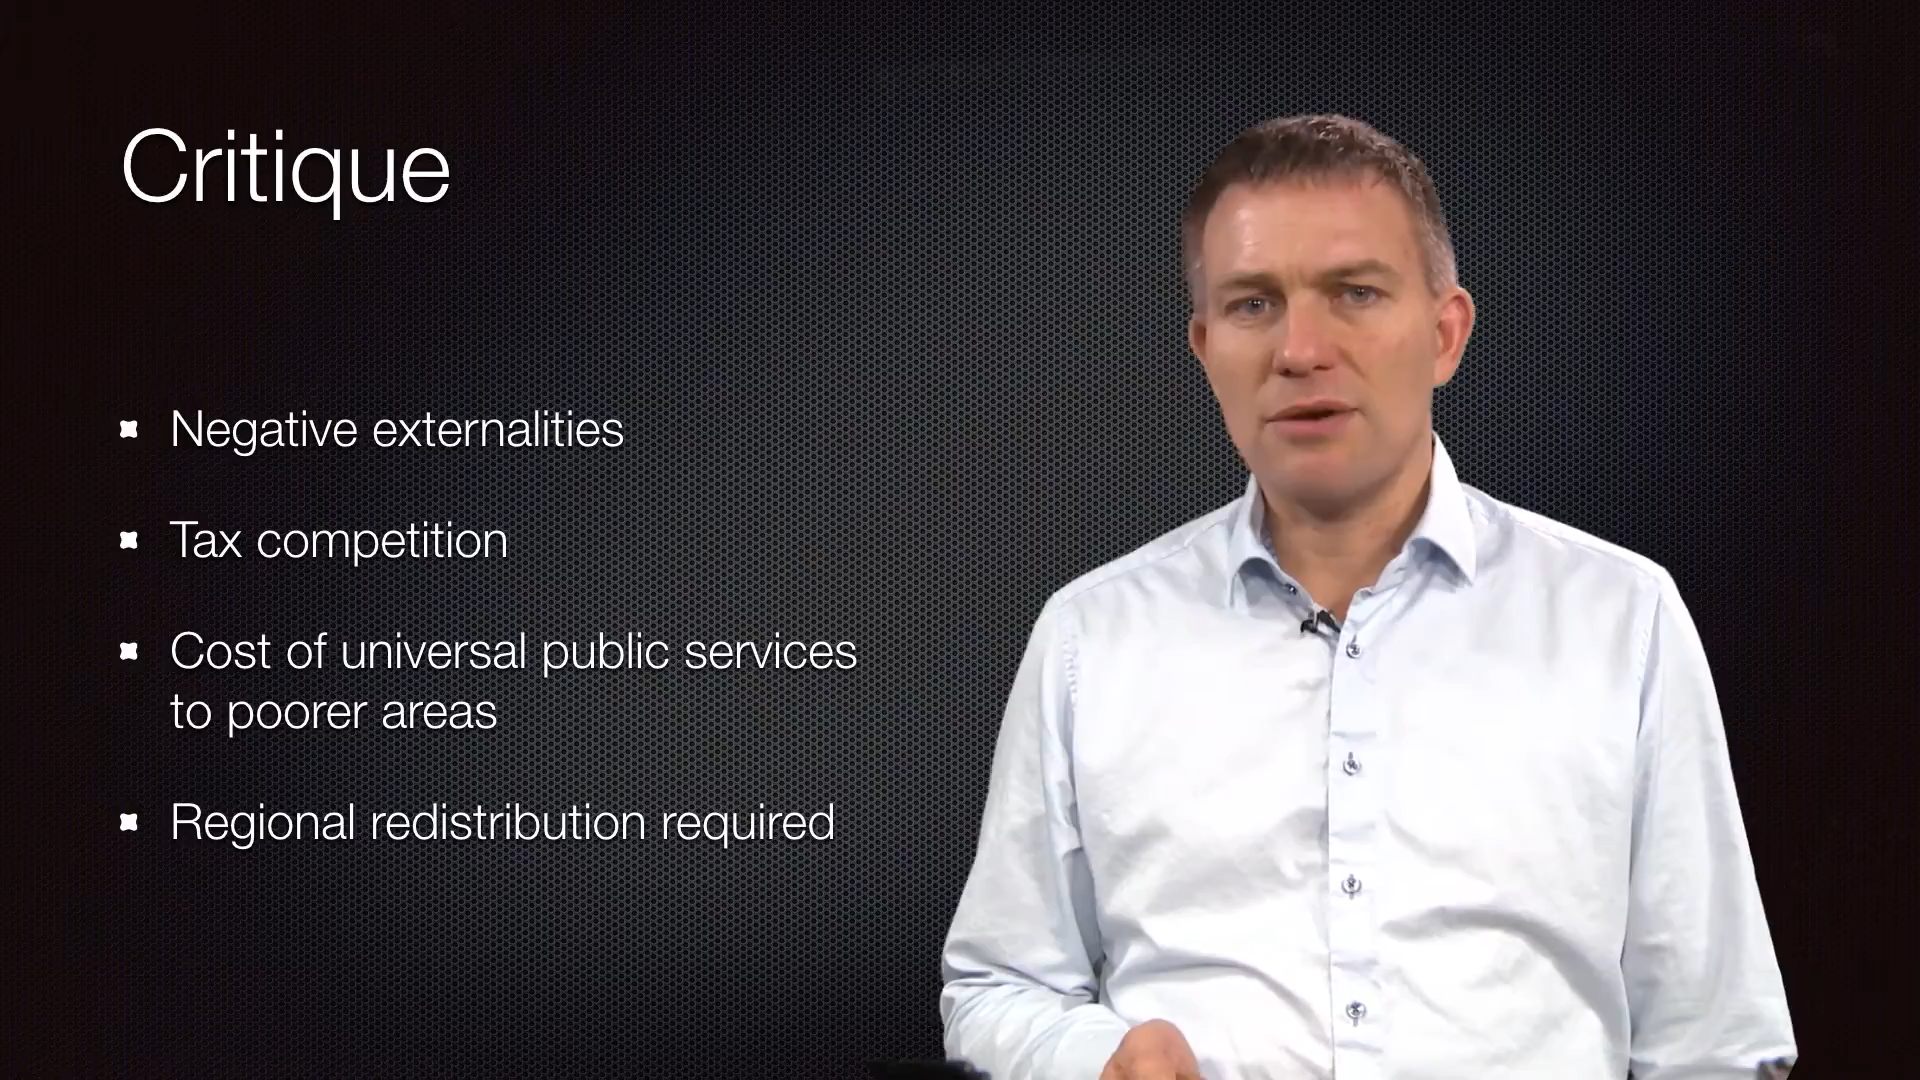 Critique
Negative externalities
Tax competition
Cost of universal public services
to poorer areas
Regional redistribution required